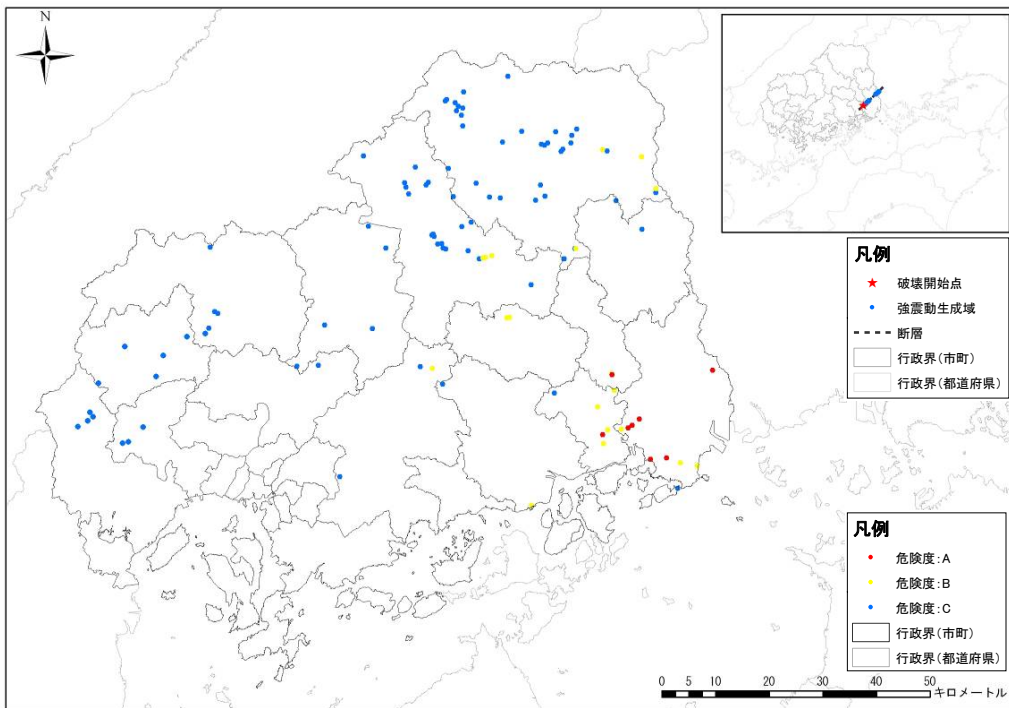 N
凡例
破壊開始点
強震動生成域
断層
行政界(市町)
行政界(都道府県)
凡例
危険度:A
危険度:B
危険度:C
行政界(市町)
行政界(都道府県)
0 5 10 20 30 40 50
キロメートル